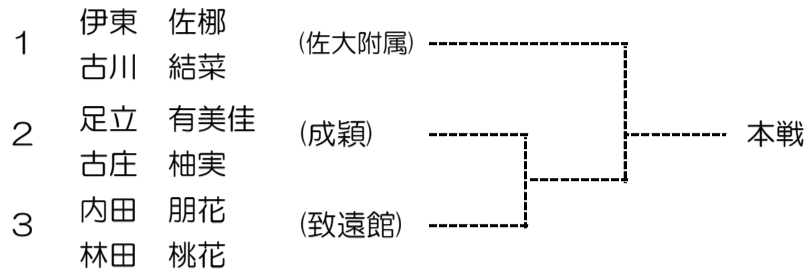 1 伊東 佐梛 (佐大附属)
古川 結菜
2 足立 有美佳 (成穎)
古庄 柚実
3 内田 朋花 (致遠館)
林田 桃花
本戦